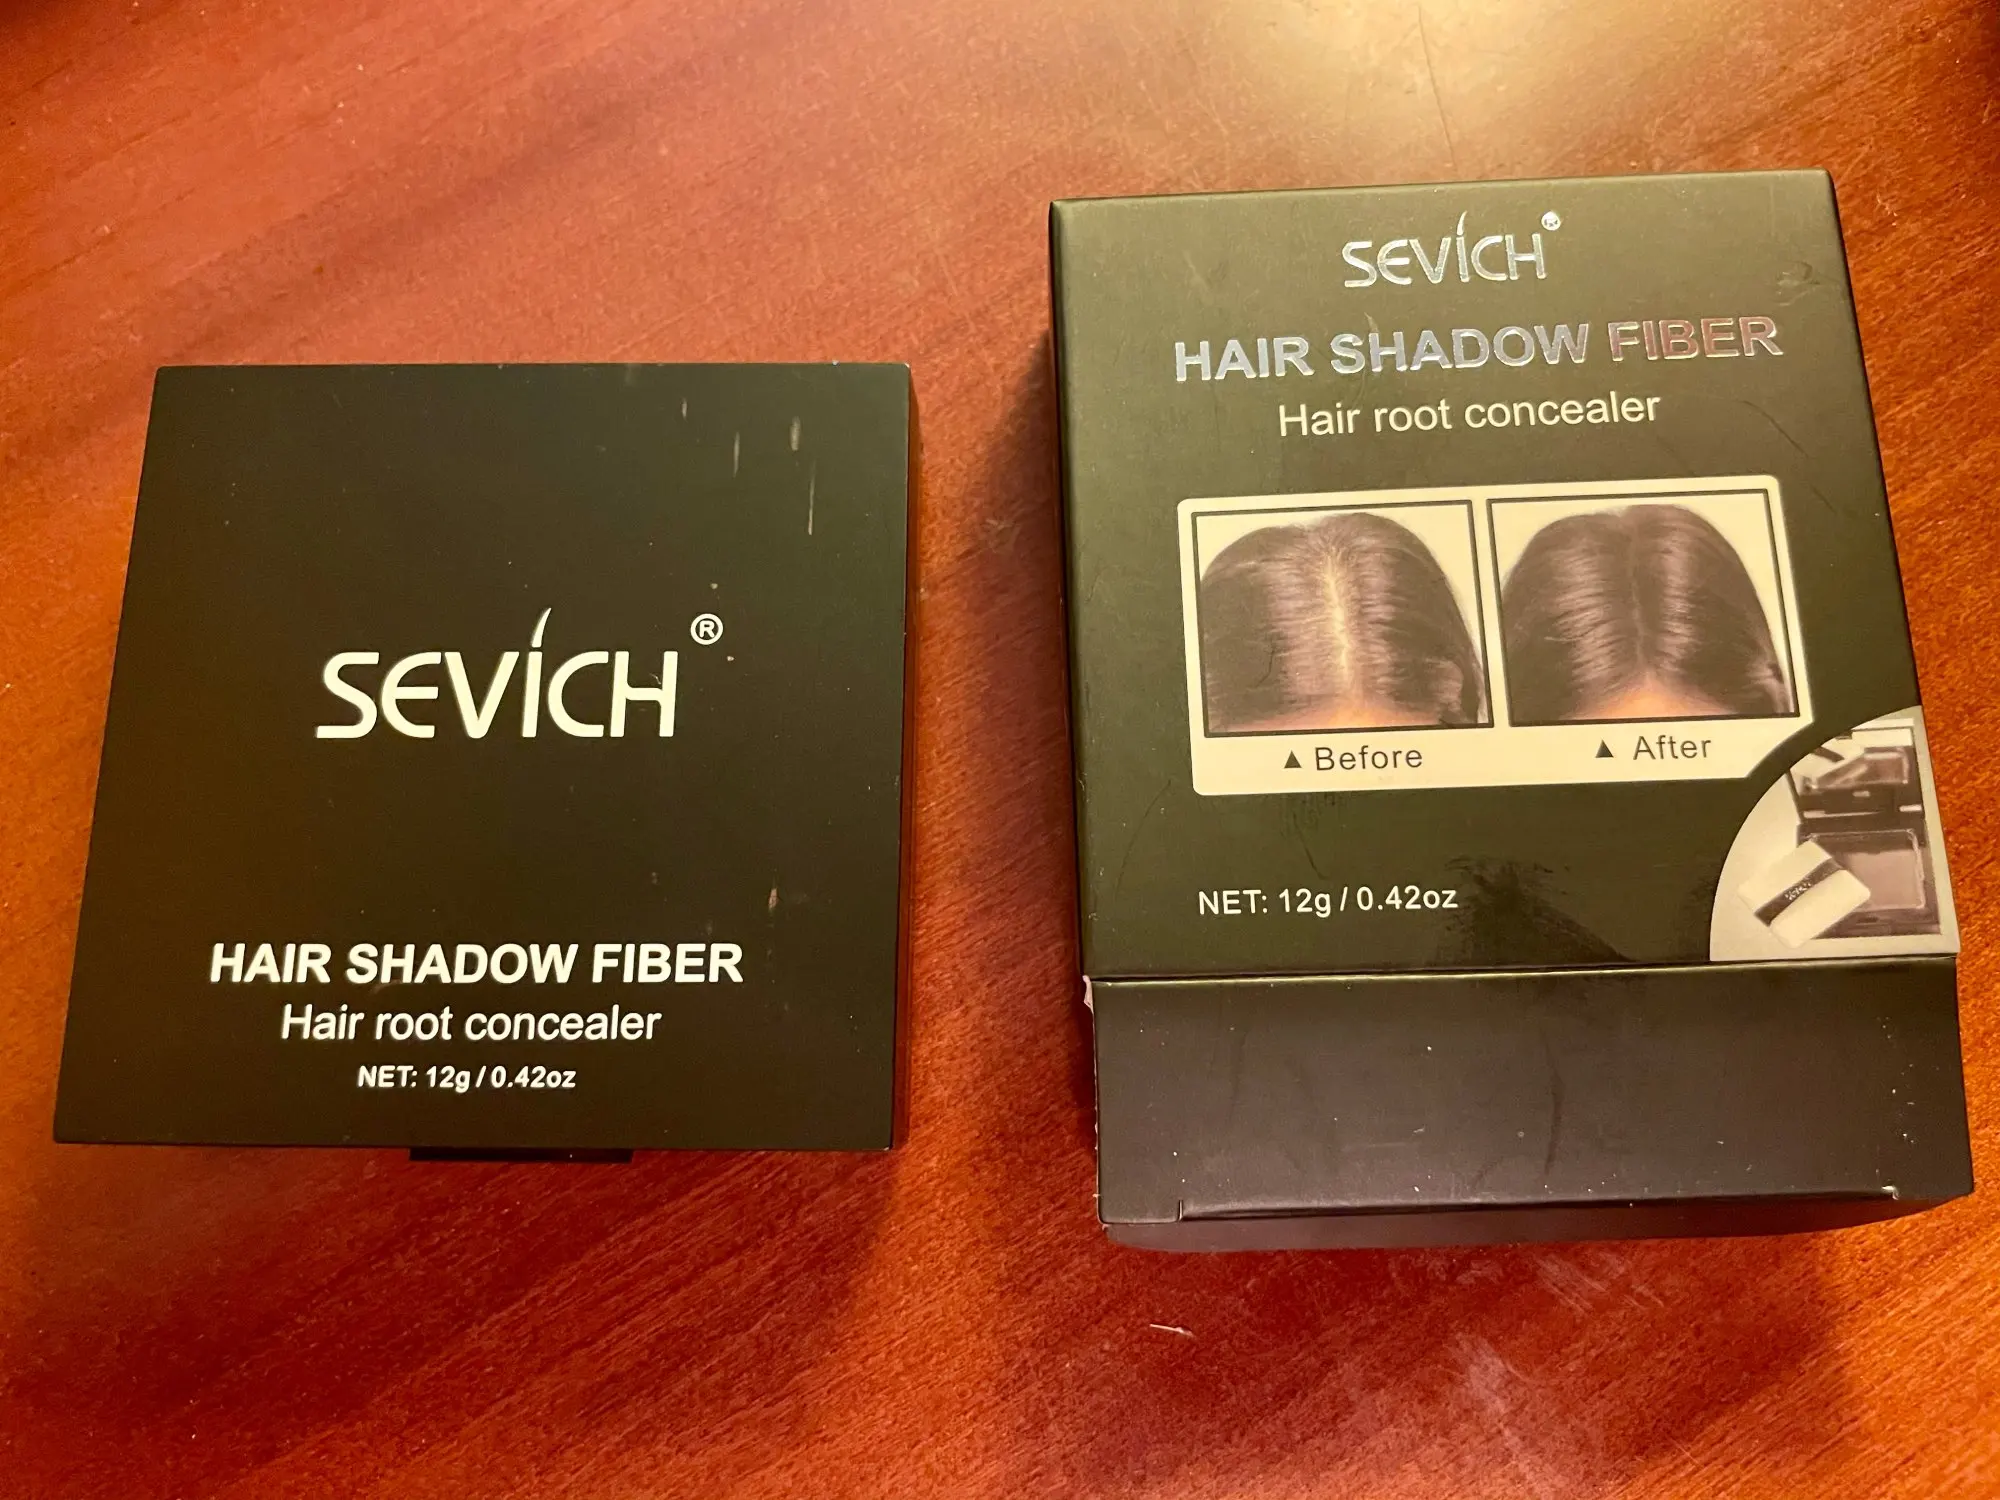 SEVICH®
HAIR SHADOW FIBER
Hair root concealer
NET: 12g / 0.42oz
SEVICH®
HAIR SHADOW FIBER
Hair root concealer
▲ Before
▲ After
NET: 12g / 0.42oz